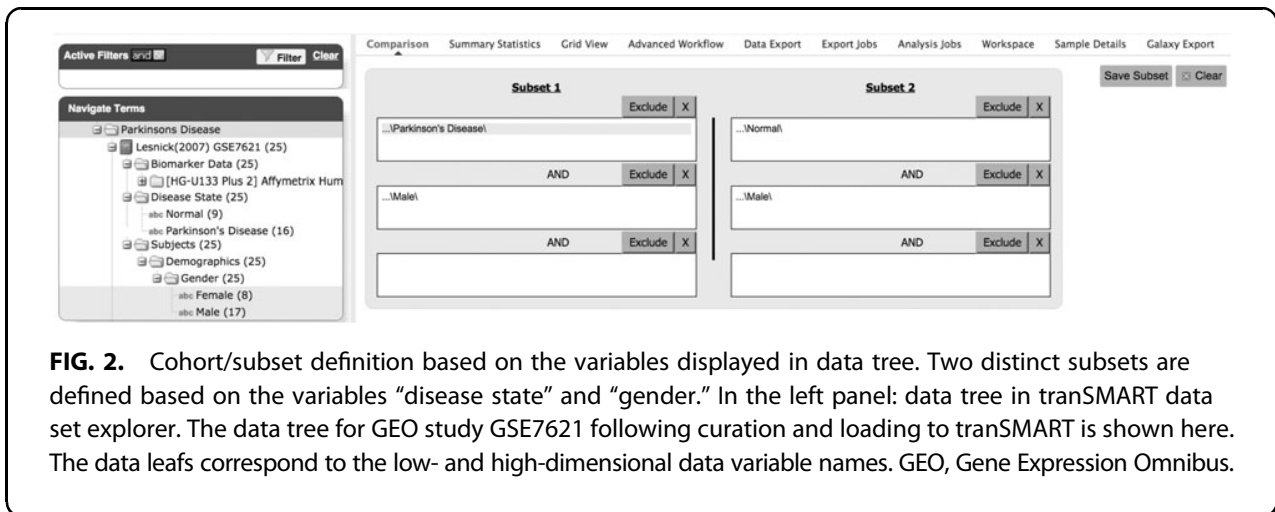 Active Filters and Filter Clear
Navigate Terms
Parkinsons Disease
Lesnick(2007) GSE7621 (25)
Biomarker Data (25)
[HG-U133 Plus 2] Affymetrix Hum
Disease State (25)
abc Normal (9)
abc Parkinson's Disease (16)
Subjects (25)
Demographics (25)
Gender (25)
abc Female (8)
abc Male (17)
Comparison Summary Statistics Grid View Advanced Workflow Data Export Export Jobs Analysis Jobs Workspace Sample Details Galaxy Export
Save Subset Clear
Subset 1
Exclude X
...\Parkinson's Disease\
AND Exclude X
...\Male\
AND Exclude X
Subset 2
Exclude X
...\Normal\
AND Exclude X
...\Male\
AND Exclude X
FIG. 2. Cohort/subset definition based on the variables displayed in data tree. Two distinct subsets are
defined based on the variables “disease state” and “gender.” In the left panel: data tree in tranSMART data
set explorer. The data tree for GEO study GSE7621 following curation and loading to tranSMART is shown here.
The data leafs correspond to the low- and high-dimensional data variable names. GEO, Gene Expression Omnibus.